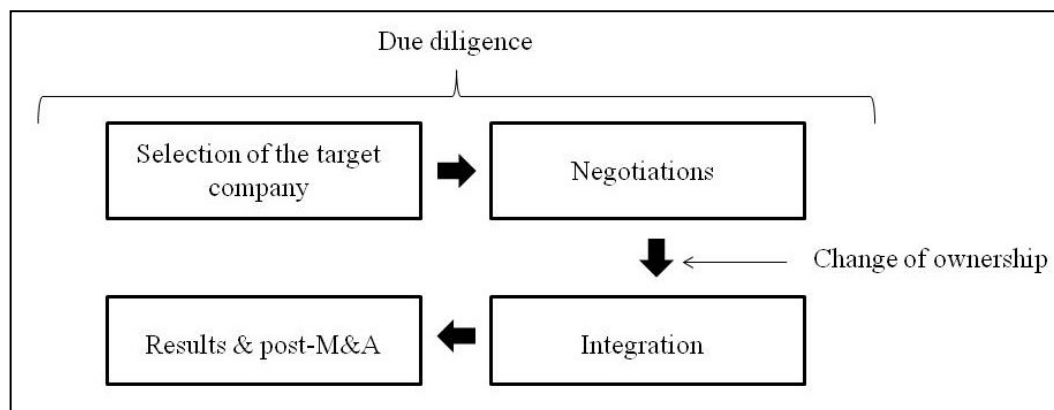 Due diligence
Selection of the target
company
Negotiations
Change of ownership
Results & post-M&A
Integration